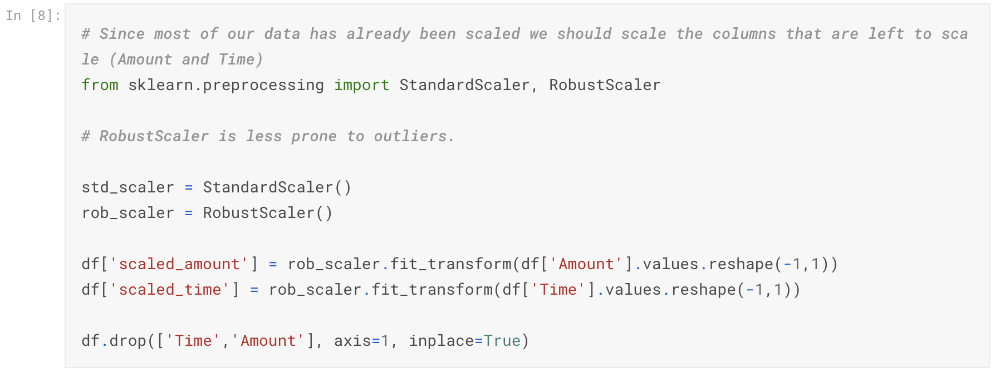 In [8]:
# Since most of our data has already been scaled we should scale the columns that are left to sca
le (Amount and Time)
from sklearn.preprocessing import StandardScaler, RobustScaler
# RobustScaler is less prone to outliers.
std_scaler = StandardScaler()
rob_scaler = RobustScaler()
df['scaled_amount'] = rob_scaler.fit_transform(df['Amount'].values.reshape(-1,1))
df['scaled_time'] = rob_scaler.fit_transform(df['Time'].values.reshape(-1,1))
df.drop(['Time','Amount'], axis=1, inplace=True)